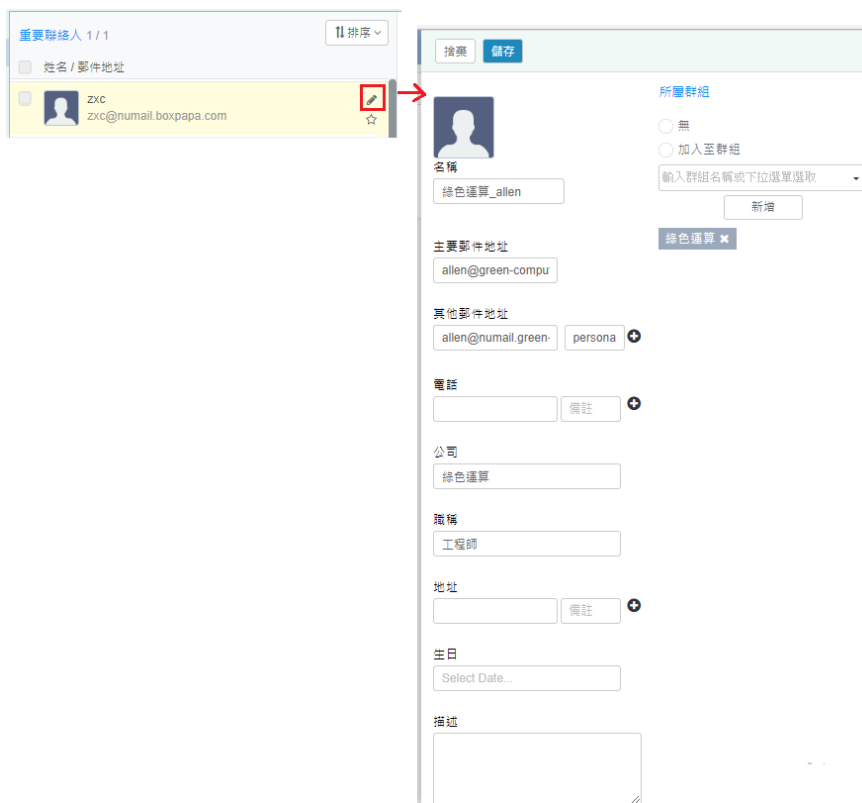 重要聯絡人 1 / 1
排序
姓名 / 郵件地址
zxc
zxc@numail.boxpapa.com
捨棄
儲存
名稱
綠色運算_allen
主要郵件地址
allen@green-compu
其他郵件地址
allen@numail.green-
persona
電話
備註
公司
綠色運算
職稱
工程師
地址
備註
生日
Select Date...
描述
所屬群組
無
加入至群組
輸入群組名稱或下拉選單選取
新增
綠色運算